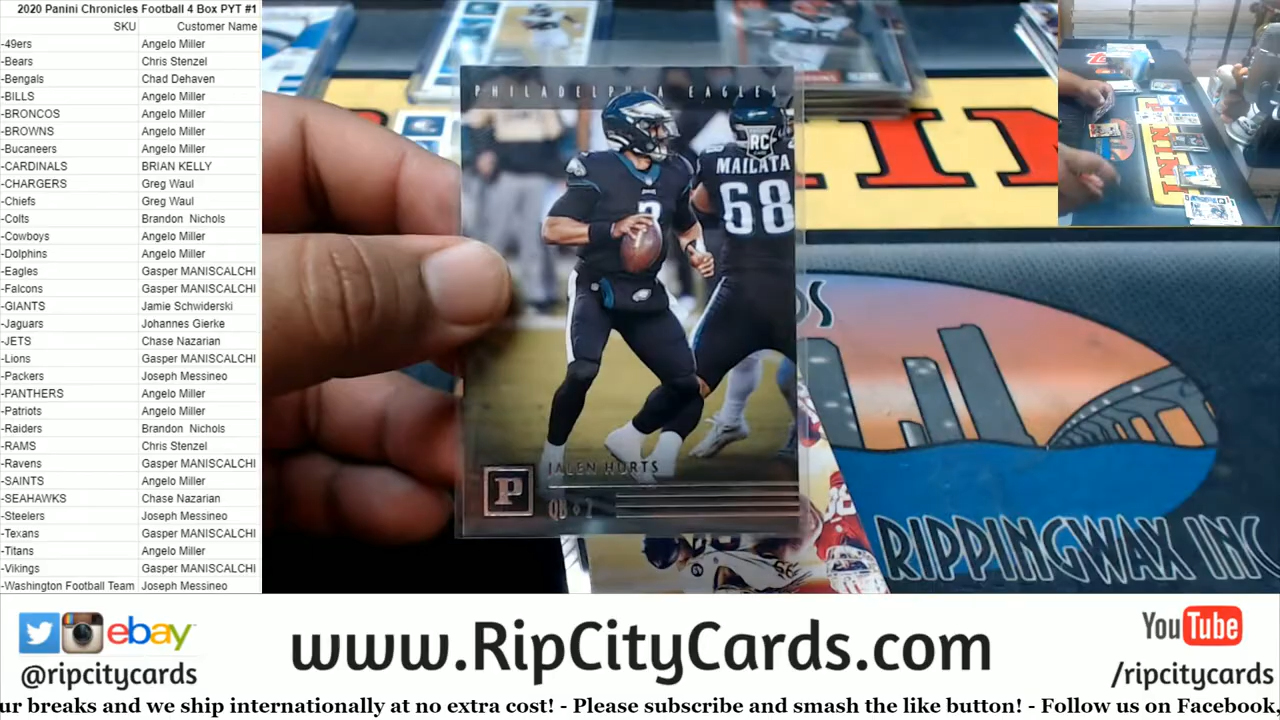 2020 Panini Chronicles Football 4 Box PYT #1
SKU Customer Name
-49ers Angelo Miller
-Bears Chris Stenzel
-Bengals Chad Dehaven
-BILLS Angelo Miller
-BRONCOS Angelo Miller
-BROWNS Angelo Miller
-Bucaneers Angelo Miller
-CARDINALS BRIAN KELLY
-CHARGERS Greg Waul
-Chiefs Greg Waul
-Colts Brandon Nichols
-Cowboys Angelo Miller
-Dolphins Angelo Miller
-Eagles Gasper MANISCALCHI
-Falcons Gasper MANISCALCHI
-GIANTS Jamie Schwiderski
-Jaguars Johannes Gierke
-JETS Chase Nazarian
-Lions Gasper MANISCALCHI
-Packers Joseph Messineo
-PANTHERS Angelo Miller
-Patriots Angelo Miller
-Raiders Brandon Nichols
-RAMS Chris Stenzel
-Ravens Gasper MANISCALCHI
-SAINTS Angelo Miller
-SEAHAWKS Chase Nazarian
-Steelers Joseph Messineo
-Texans Gasper MANISCALCHI
-Titans Angelo Miller
-Vikings Gasper MANISCALCHI
-Washington Football Team Joseph Messineo
PHILADELPHIA EAGLES
RC
MAILATA
68
JALEN HURTS
P
QB
RIPPINGWAX INC
PANINI
ebay
@ripcitycards
www.RipCityCards.com
YouTube
/ripcitycards
ur breaks and we ship internationally at no extra cost! - Please subscribe and smash the like button! - Follow us on Facebook,